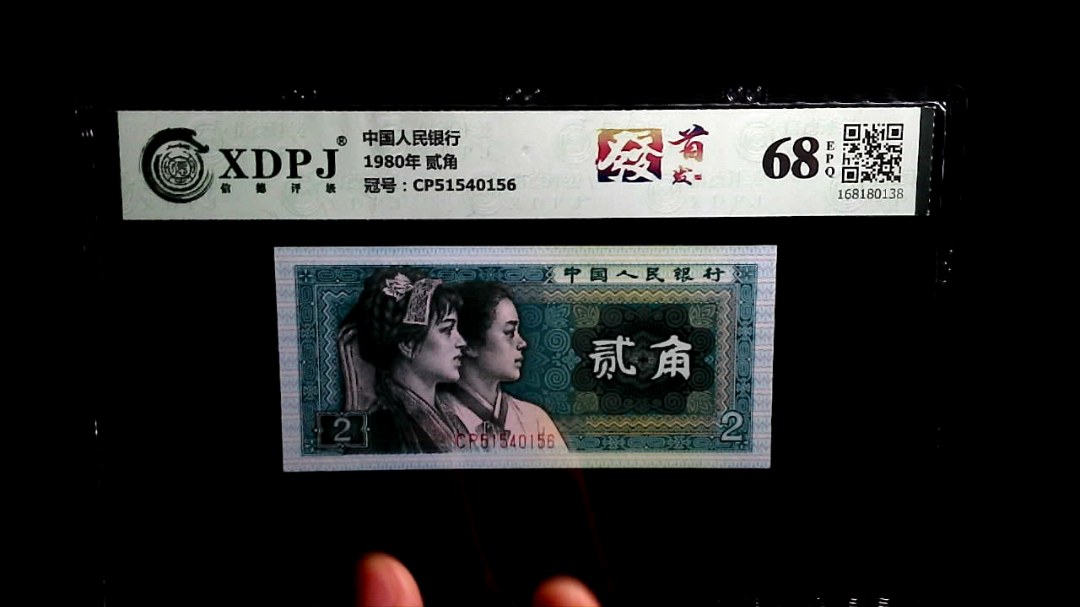 XDPJ®
信德评级
中国人民银行
1980年 贰角
冠号：CP51540156
發
首发
68
EPQ
168180138
中国人民银行
贰角
2
2
CP51540156